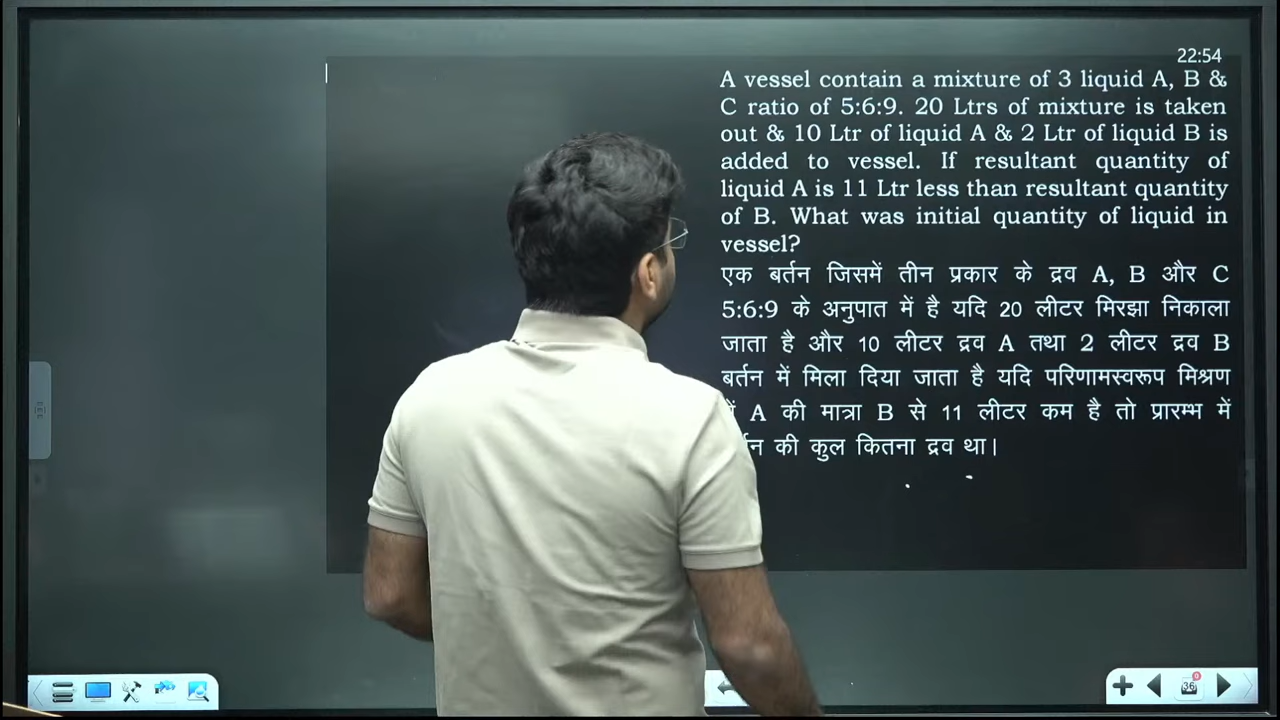 22:54
A vessel contain a mixture of 3 liquid A, B &
C ratio of 5:6:9. 20 Ltrs of mixture is taken
out & 10 Ltr of liquid A & 2 Ltr of liquid B is
added to vessel. If resultant quantity of
liquid A is 11 Ltr less than resultant quantity
of B. What was initial quantity of liquid in
vessel?
एक बर्तन जिसमें तीन प्रकार के द्रव A, B और C
5:6:9 के अनुपात में है यदि 20 लीटर मिरझा निकाला
जाता है और 10 लीटर द्रव A तथा 2 लीटर द्रव B
बर्तन में मिला दिया जाता है यदि परिणामस्वरूप मिश्रण
A की मात्रा B से 11 लीटर कम है तो प्रारम्भ में
की कुल कितना द्रव था।
36